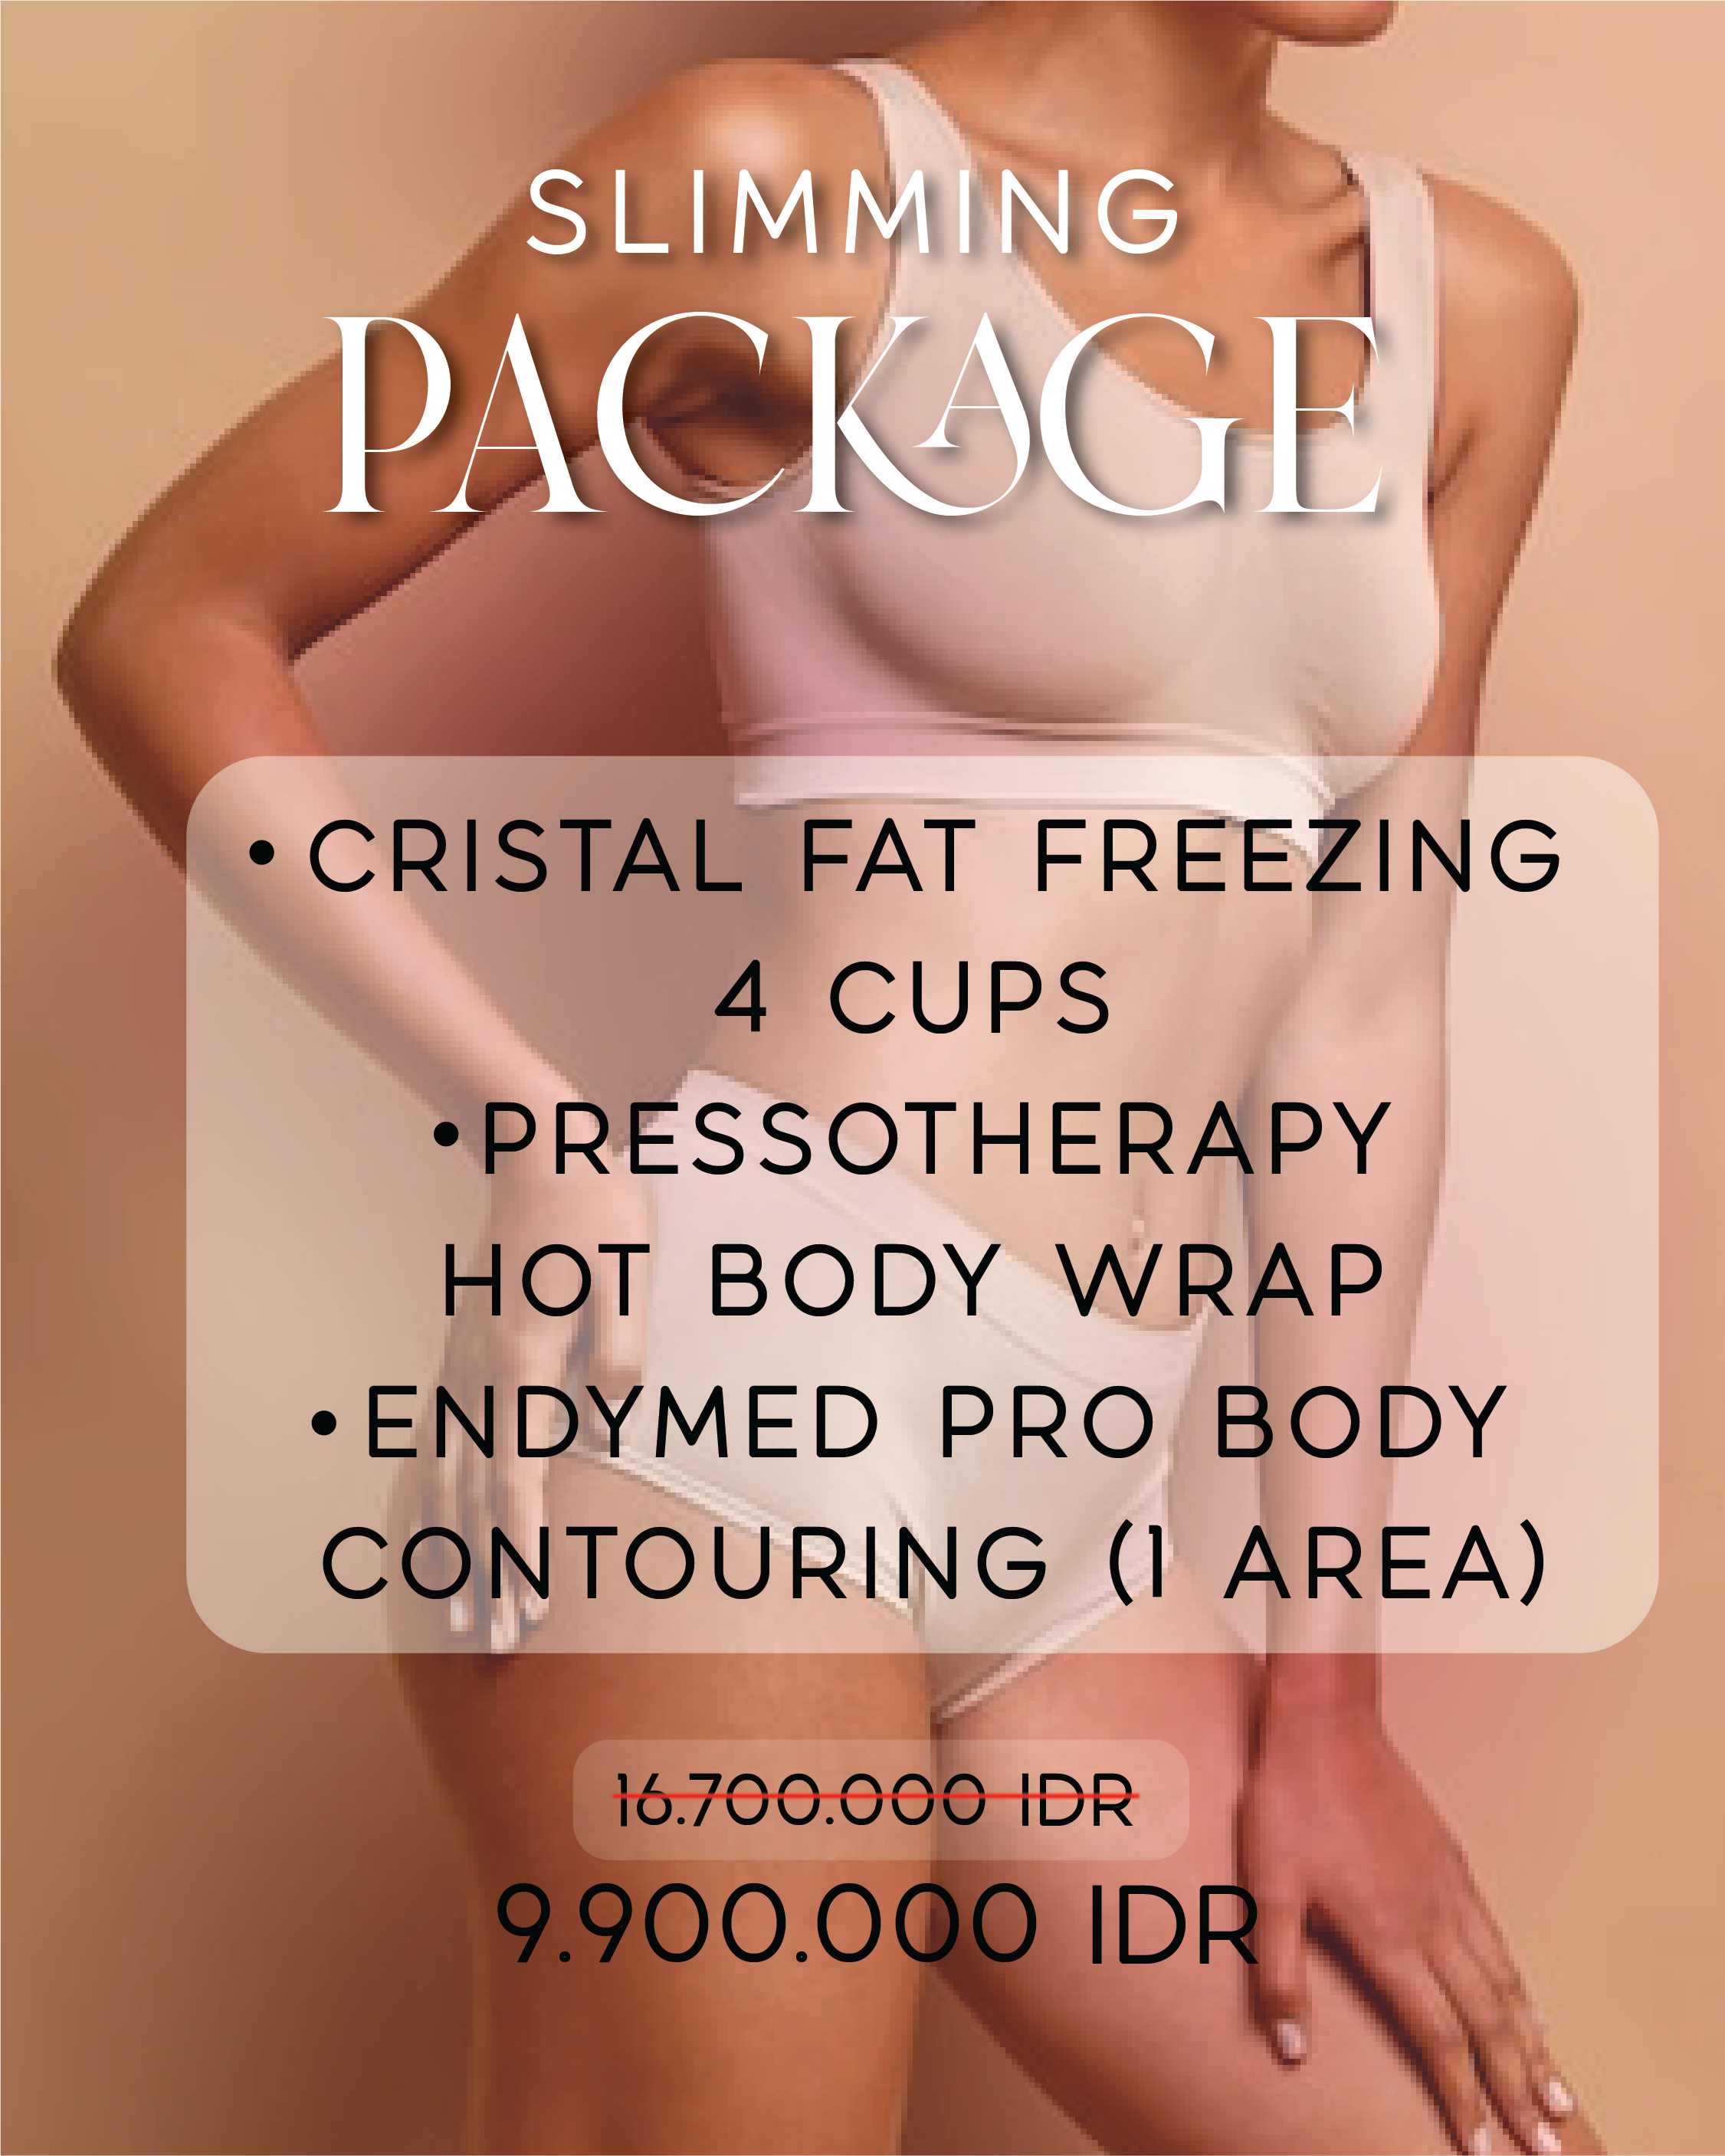 SLIMMING
PACKAGE
• CRISTAL FAT FREEZING
4 CUPS
•PRESSOTHERAPY
HOT BODY WRAP
•ENDYMED PRO BODY
CONTOURING (1 AREA)
16.700.000 IDR
9.900.000 IDR